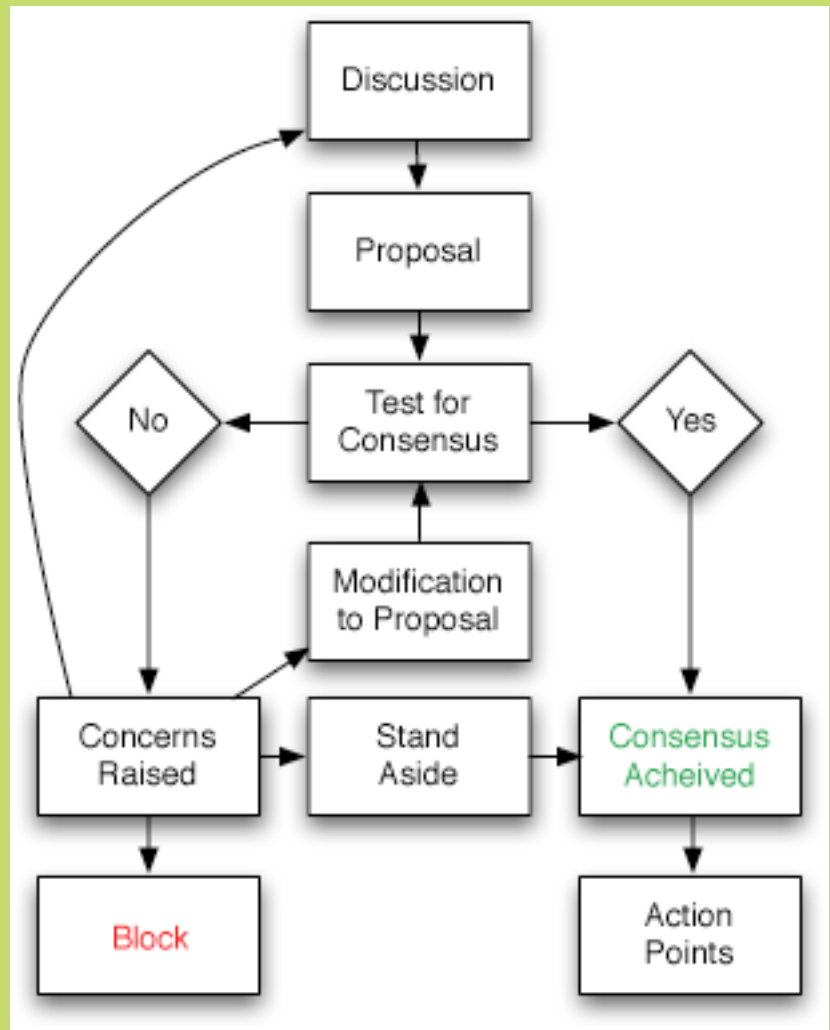 Discussion
Proposal
No
Test for
Consensus
Yes
Modification
to Proposal
Concerns
Raised
Stand
Aside
Consensus
Acheived
Block
Action
Points